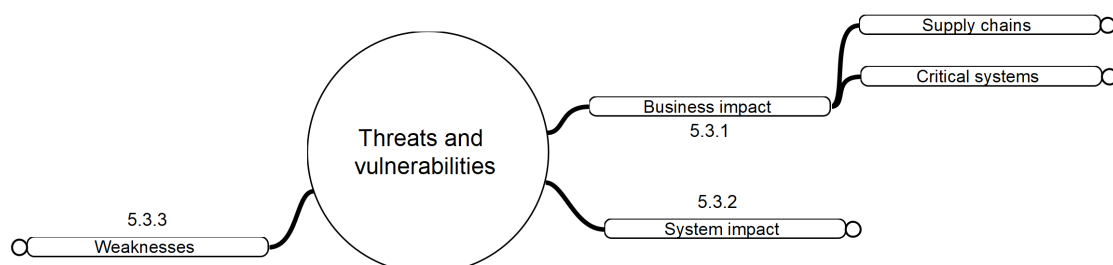 Supply chains
Critical systems
Business impact
5.3.1
Threats and
vulnerabilities
5.3.2
System impact
5.3.3
Weaknesses